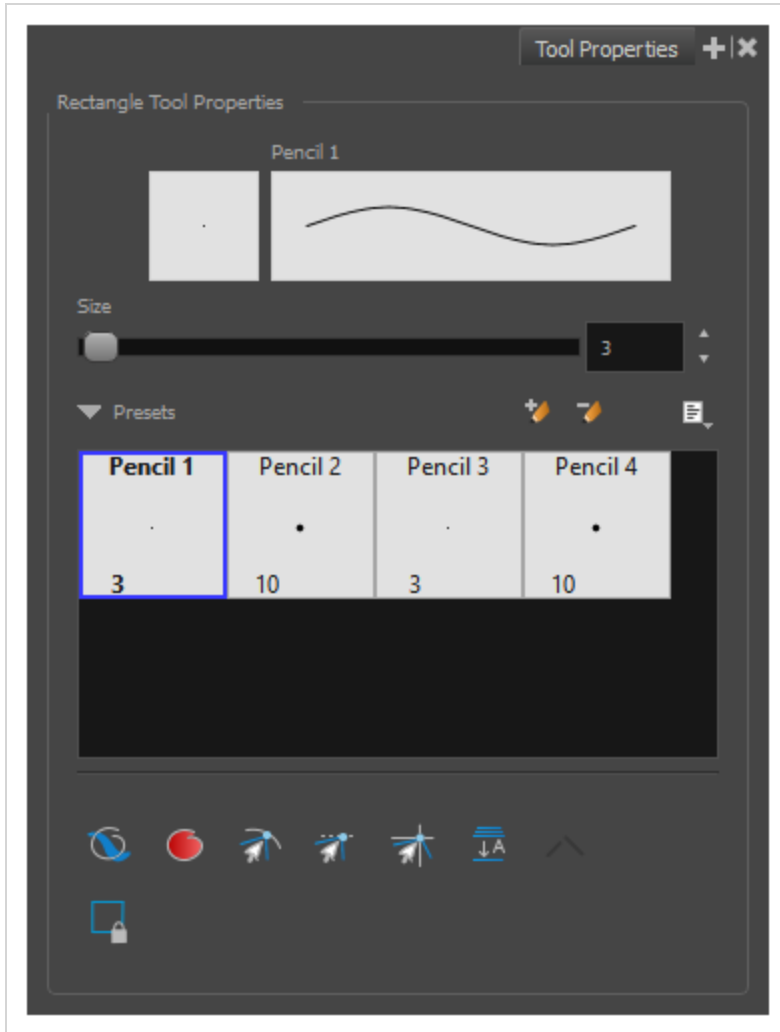 Tool Properties
Rectangle Tool Properties
Pencil 1
Size
3
Presets
Pencil 1 Pencil 2 Pencil 3 Pencil 4
3 10 3 10
A